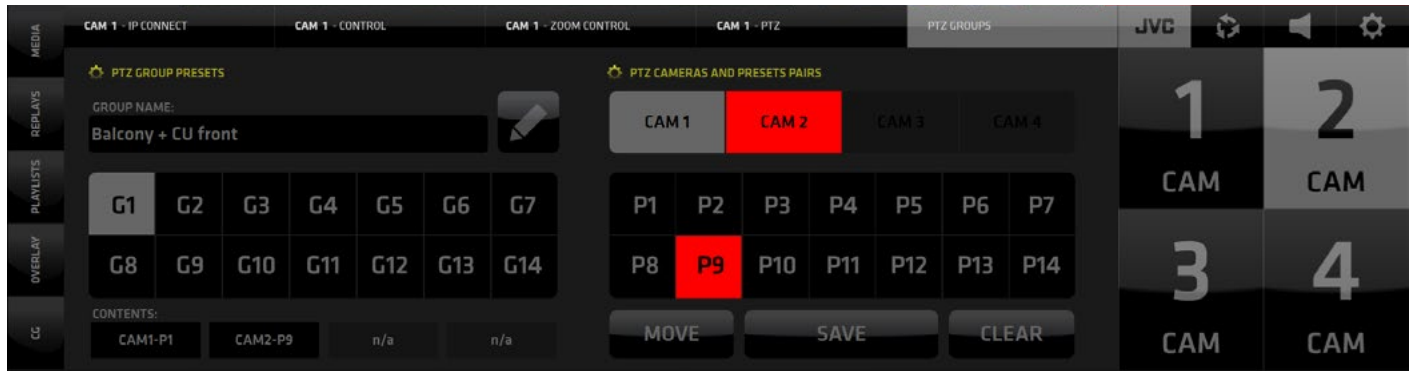 CAM 1 - IP CONNECT
CAM 1 - CONTROL
CAM 1 - ZOOM CONTROL
CAM 1 - PTZ
PTZ GROUPS
JVC
MEDIA
REPLAYS
PLAYLISTS
OVERLAY
CG
PTZ GROUP PRESETS
GROUP NAME:
Balcony + CU front
G1 G2 G3 G4 G5 G6 G7
G8 G9 G10 G11 G12 G13 G14
CONTENTS:
CAM1-P1 CAM2-P9 n/a n/a
PTZ CAMERAS AND PRESETS PAIRS
CAM 1 CAM 2 CAM 3 CAM 4
P1 P2 P3 P4 P5 P6 P7
P8 P9 P10 P11 P12 P13 P14
MOVE SAVE CLEAR
1 2
CAM CAM
3 4
CAM CAM